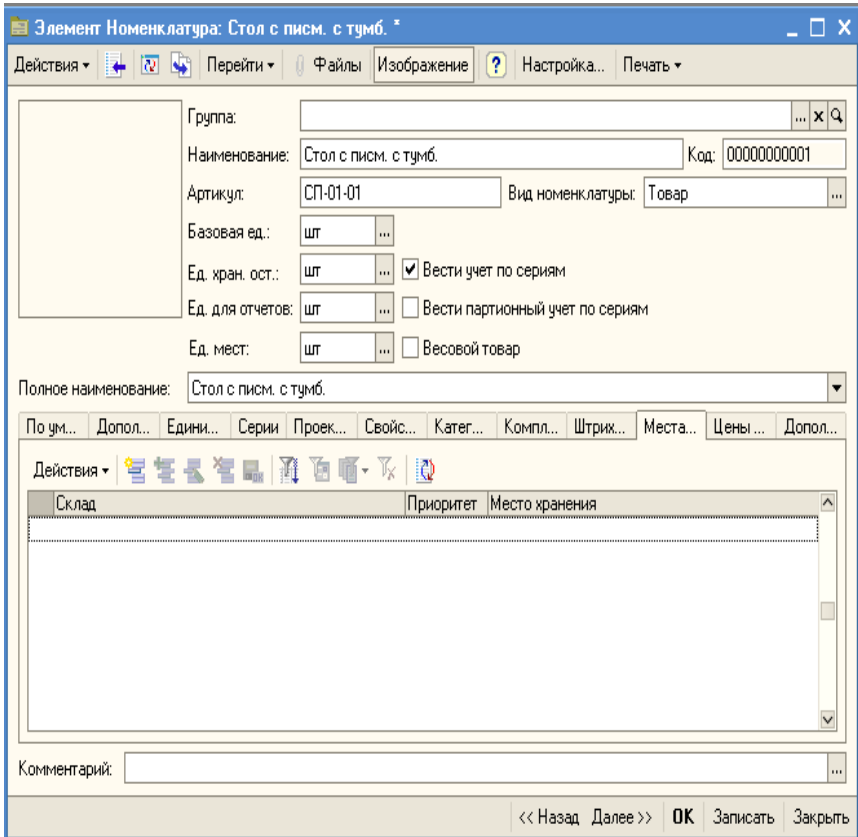 Элемент Номенклатура: Стол с писм. с тумб. *
Действия Перейти Файлы Изображение ? Настройка... Печать
Группа: ... x
Наименование: Стол с писм. с тумб. Код: 00000000001
Артикул: СП-01-01 Вид номенклатуры: Товар ...
Базовая ед.: шт ...
Ед. хран. ост.: шт ... Вести учет по сериям
Ед. для отчетов: шт ... Вести партионный учет по сериям
Ед. мест: шт ... Весовой товар
Полное наименование: Стол с писм. с тумб.
По ум... Допол... Едини... Серии Проек... Свойс... Катег... Компл... Штрих... Места... Цены ... Допол...
Действия
Склад Приоритет Место хранения
Комментарий: ...
<< Назад Далее >> OK Записать Закрыть